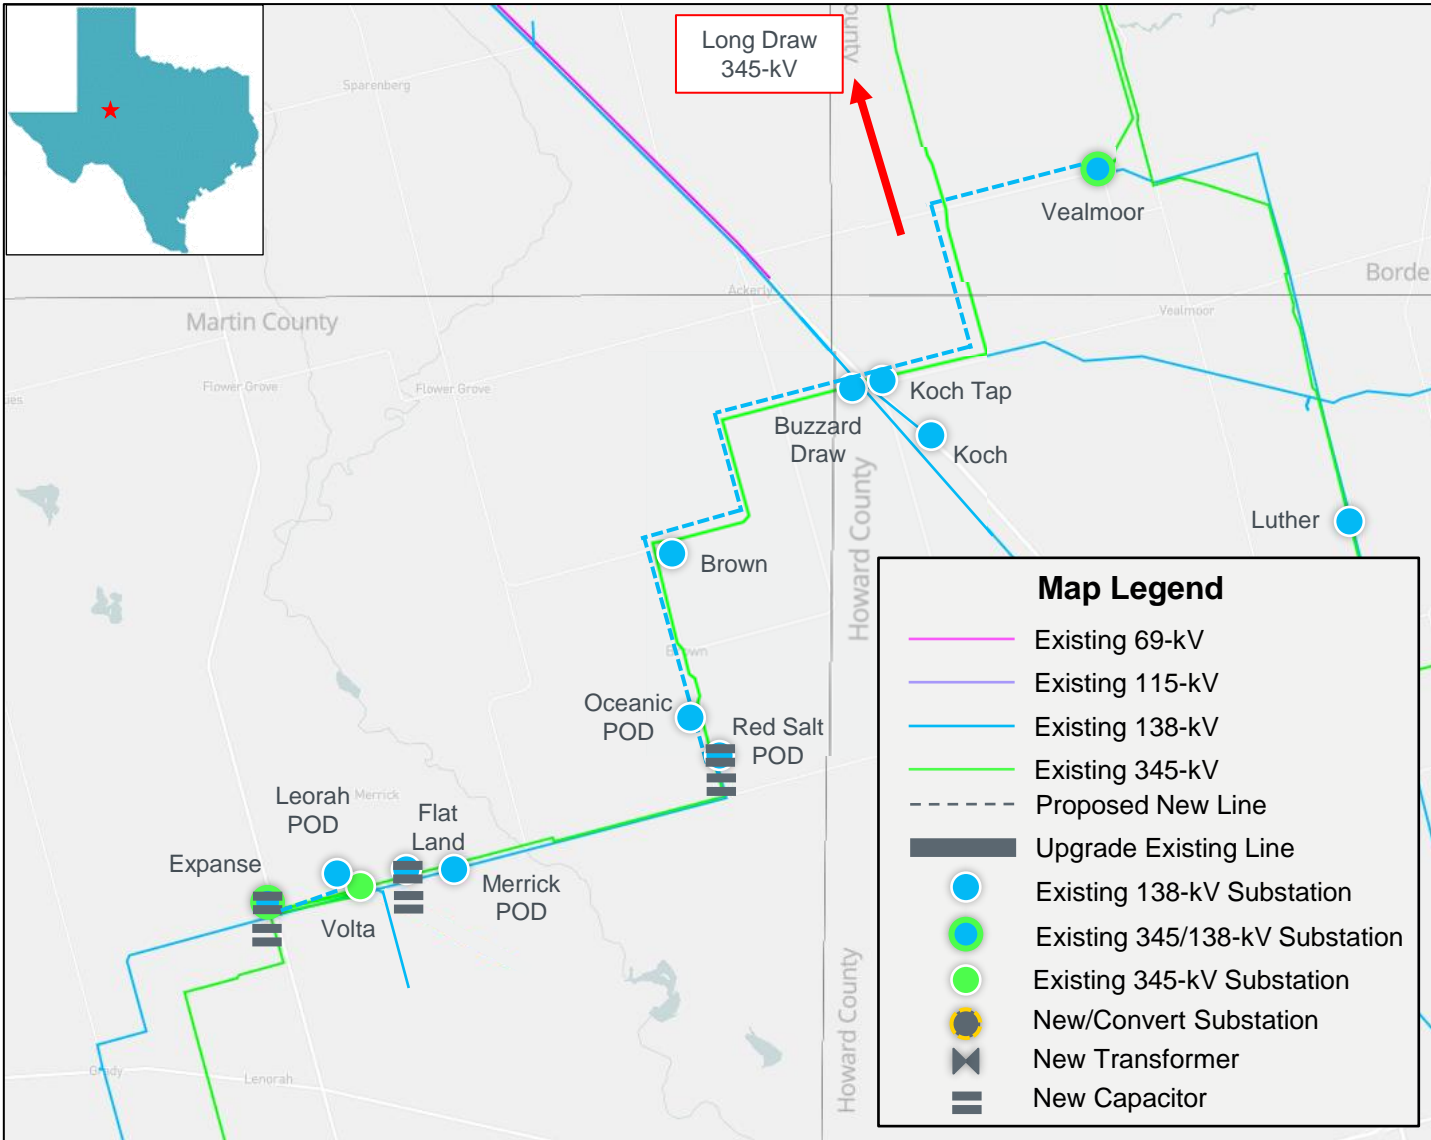 Long Draw
345-kV
ounty
Sparenberg
Vealmoor
Borde
Ackerly
Vealmoor
Martin County
Flower Grove
Flower Grove
ues
Koch Tap
Buzzard
Draw
Koch
Howard County
Luther
Brown
Brown
Oceanic
POD
Red Salt
POD
Leorah
POD
Merrick
Flat
Land
Expanse
Volta
Merrick
POD
Howard County
Grady
Lenorah
Map Legend
Existing 69-kV
Existing 115-kV
Existing 138-kV
Existing 345-kV
Proposed New Line
Upgrade Existing Line
Existing 138-kV Substation
Existing 345/138-kV Substation
Existing 345-kV Substation
New/Convert Substation
New Transformer
New Capacitor